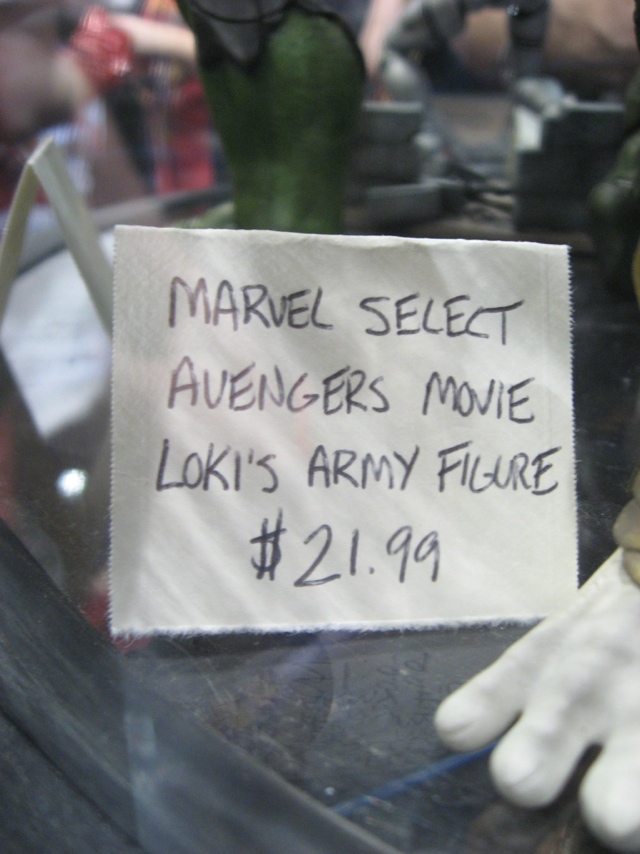 MARVEL SELECT
AVENGERS MOVIE
LOKI'S ARMY FIGURE
$21.99